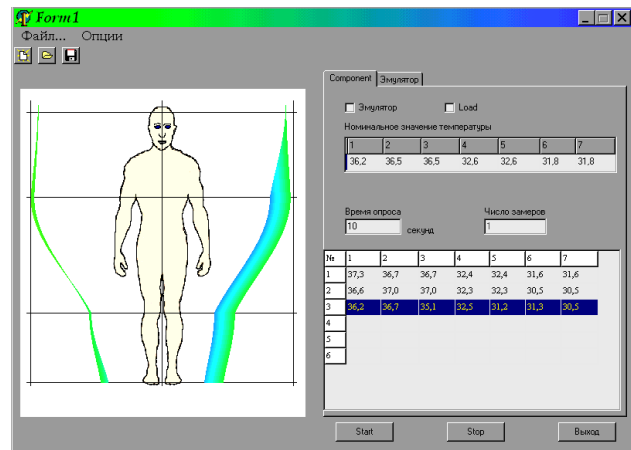 Form1
Файл... Опции
Component Эмулятор
Эмулятор Load
Номинальное значение температуры
1 2 3 4 5 6 7
36,2 36,5 36,5 32,6 32,6 31,8 31,8
Время опроса Число замеров
10 секунд 1
№ 1 2 3 4 5 6 7
1 37,3 36,7 36,7 32,4 32,4 31,6 31,6
2 36,6 37,0 37,0 32,3 32,3 30,5 30,5
3 36,2 36,7 35,1 32,5 31,2 31,3 30,5
4
5
6
Start Stop Выход